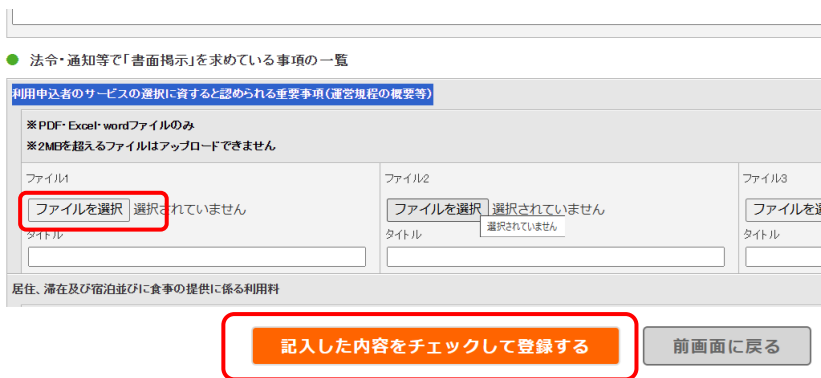 ● 法令・通知等で「書面掲示」を求めている事項の一覧
利用申込者のサービスの選択に資すると認められる重要事項(運営規程の概要等)
※PDF・Excel・wordファイルのみ
※2MBを超えるファイルはアップロードできません
ファイル1 ファイル2 ファイル3
ファイルを選択 選択されていません ファイルを選択 選択されていません ファイルを選
選択されていません
タイトル タイトル タイトル
居住、滞在及び宿泊並びに食事の提供に係る利用料
記入した内容をチェックして登録する 前画面に戻る